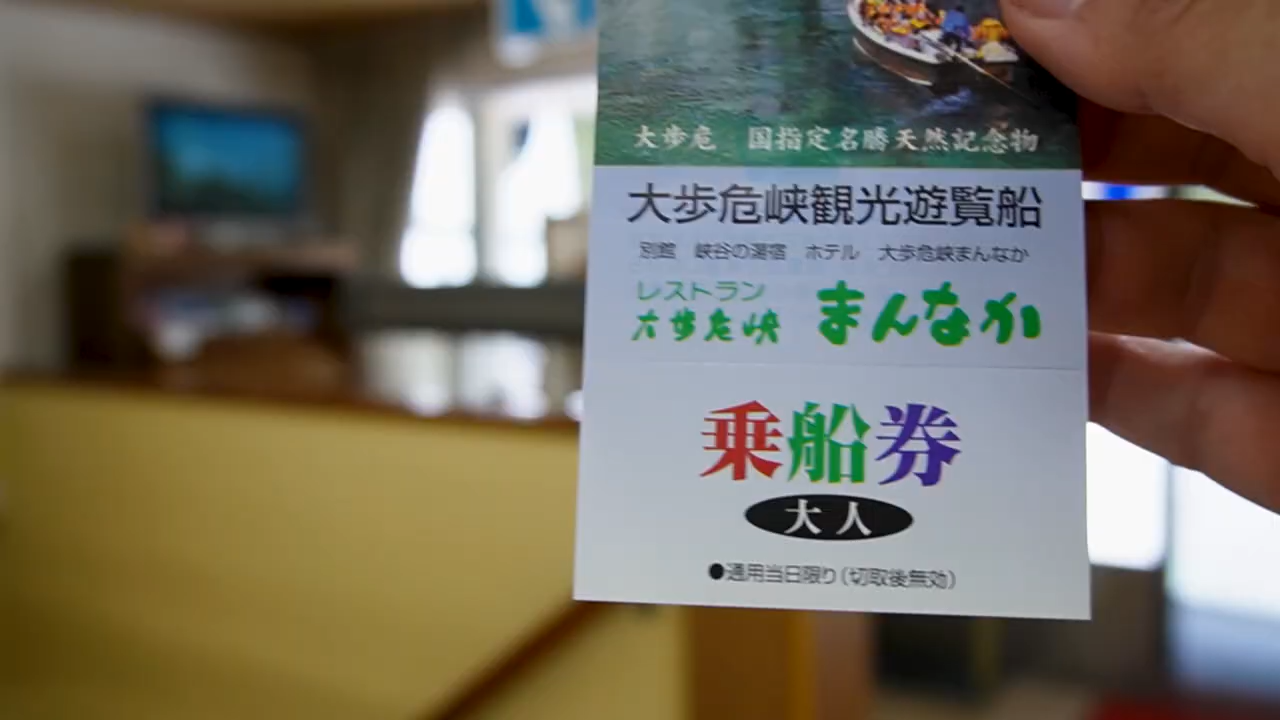 大歩危 国指定名勝天然記念物
大歩危峡観光遊覧船
別館 峡谷の湯宿 ホテル 大歩危峡まんなか
レストラン
大歩危峡 まんなか
乗船券
大人
●通用当日限り(切取後無効)